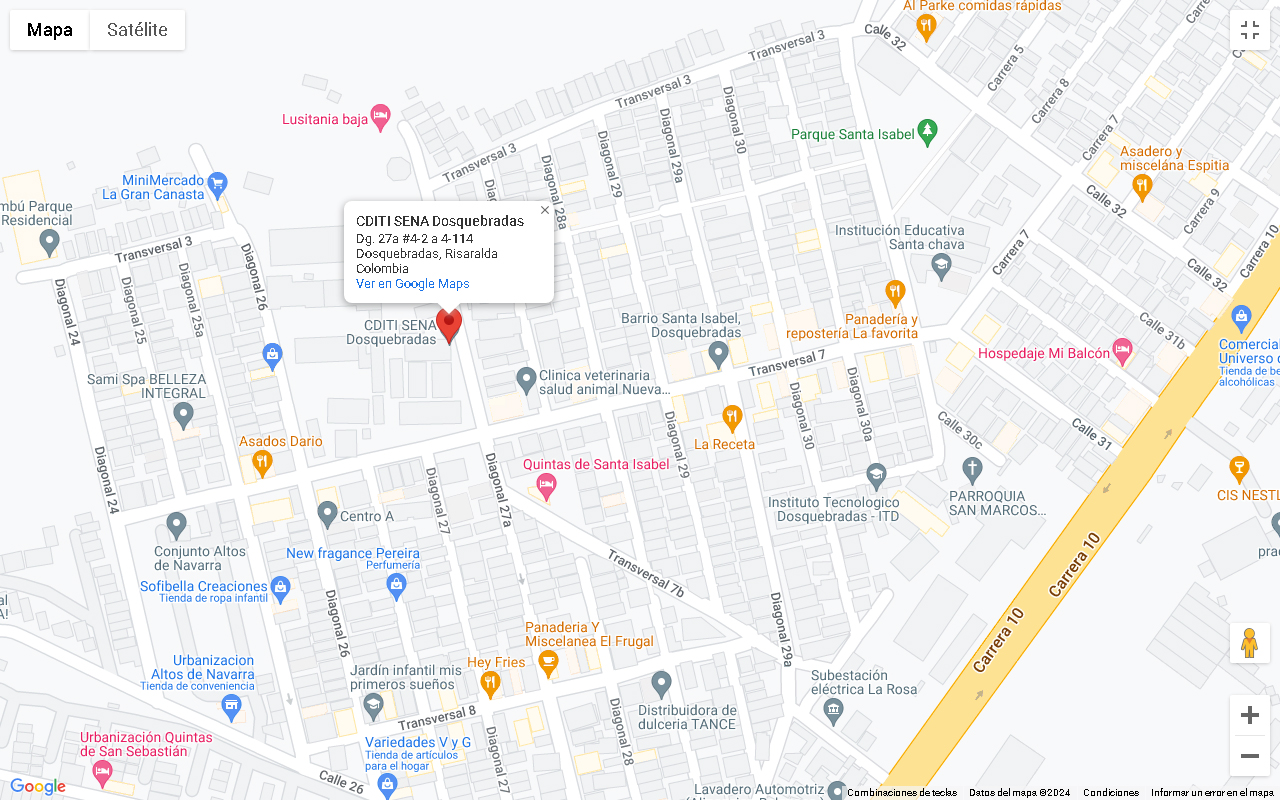 Mapa
Satélite
Al Parke comidas rápidas
Calle 32
Carrera 5
Transversal 3
Transversal 3
Transversal 3
Transversal 3
Carrera 8
Carrera 7
Lusitania baja
Diagonal 29
Diagonal 29a
Diagonal 30
Parque Santa Isabel
Asadero y
miscelána Espitia
Calle 32
Carrera 9
Carrera 10
MiniMercado
La Gran Canasta
mbú Parque
Residencial
Diagonal 28a
CDITI SENA Dosquebradas
Dg. 27a #4-2 a 4-114
Dosquebradas, Risaralda
Colombia
Ver en Google Maps
Institución Educativa
Santa chava
Carrera 7
Calle 32
Diagonal 24
Diagonal 25
Diagonal 25a
Diagonal 26
CDITI SENA
Dosquebradas
Barrio Santa Isabel,
Dosquebradas
Panadería y
repostería La favorita
Calle 31b
Hospedaje Mi Balcón
Comercial
Universo d
Tienda de be
alcohólicas
Transversal 7
Clinica veterinaria
salud animal Nueva...
Sami Spa BELLEZA
INTEGRAL
Asados Dario
La Receta
Diagonal 29
Diagonal 30
Diagonal 30a
Calle 30c
Calle 31
Diagonal 24
Diagonal 27
Diagonal 27a
Quintas de Santa Isabel
Instituto Tecnologico
Dosquebradas - ITD
PARROQUIA
SAN MARCOS...
CIS NESTL
Centro A
Conjunto Altos
de Navarra
New fragance Pereira
Perfumería
Sofibella Creaciones
Tienda de ropa infantil
pra
Transversal 7b
Carrera 10
Carrera 10
al
A!
Diagonal 26
Diagonal 29a
Panaderia Y
Miscelanea El Frugal
Hey Fries
Urbanizacion
Altos de Navarra
Tienda de conveniencia
Jardín infantil mis
primeros sueños
Subestación
eléctrica La Rosa
Transversal 8
Distribuidora de
dulceria TANCE
Diagonal 28
Urbanización Quintas
de San Sebastián
Variedades V y G
Tienda de artículos
para el hogar
Calle 26
Lavadero Automotriz
Google
Combinaciones de teclas
Datos del mapa ©2024
Condiciones
Informar un error en el mapa